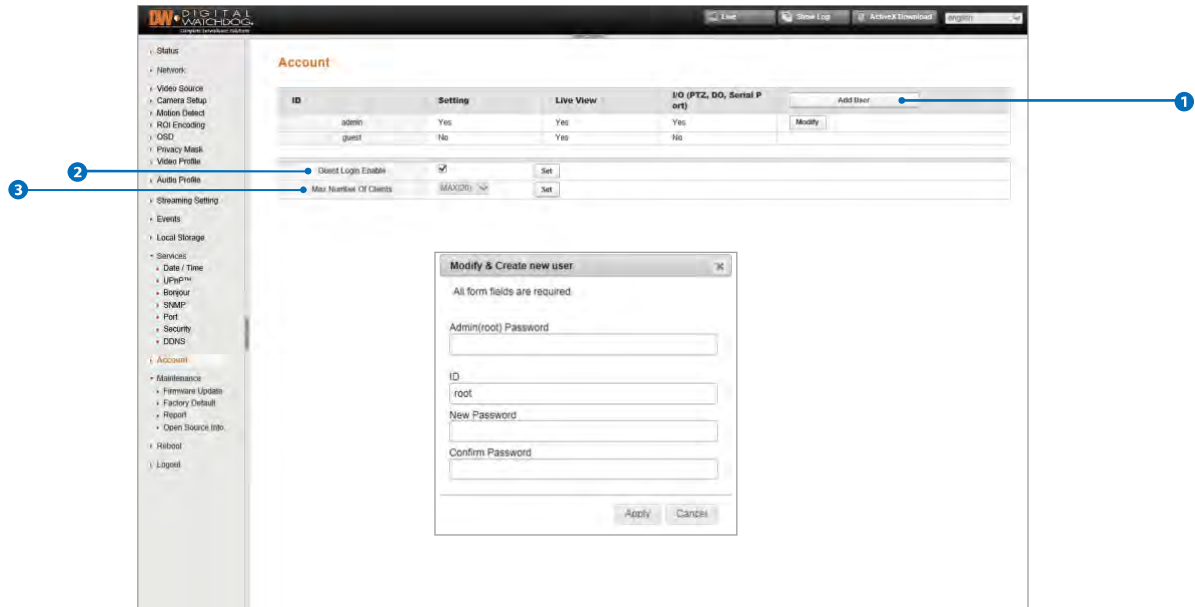 DW DIGITAL WATCHDOG
Complete Surveillance Solutions
Live
Show Log
ActiveX Download
english
Status
Network
Video Source
Camera Setup
Motion Detect
ROI Encoding
OSD
Privacy Mask
Video Profile
Audio Profile
Streaming Setting
Events
Local Storage
Services
Date / Time
UPnP™
Bonjour
SNMP
Port
Security
DDNS
Account
Maintenance
Firmware Update
Factory Default
Report
Open Source Info.
Reboot
Logout
Account
ID Setting Live View I/O (PTZ, DO, Serial P
ort) Add User 1
admin Yes Yes Yes Modify
guest No Yes No
2 Guest Login Enable Set
3 Max Number Of Clients MAX(20) Set
Modify & Create new user
All form fields are required.
Admin(root) Password
ID
root
New Password
Confirm Password
Apply Cancel